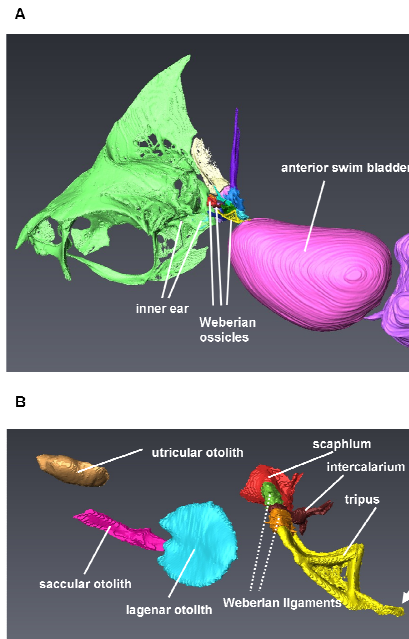 A
anterior swim bladder
inner ear
Weberian
ossicles
B
scaphium
utricular otolith
intercalarium
tripus
saccular otolith
Weberian ligaments
lagenar otolith